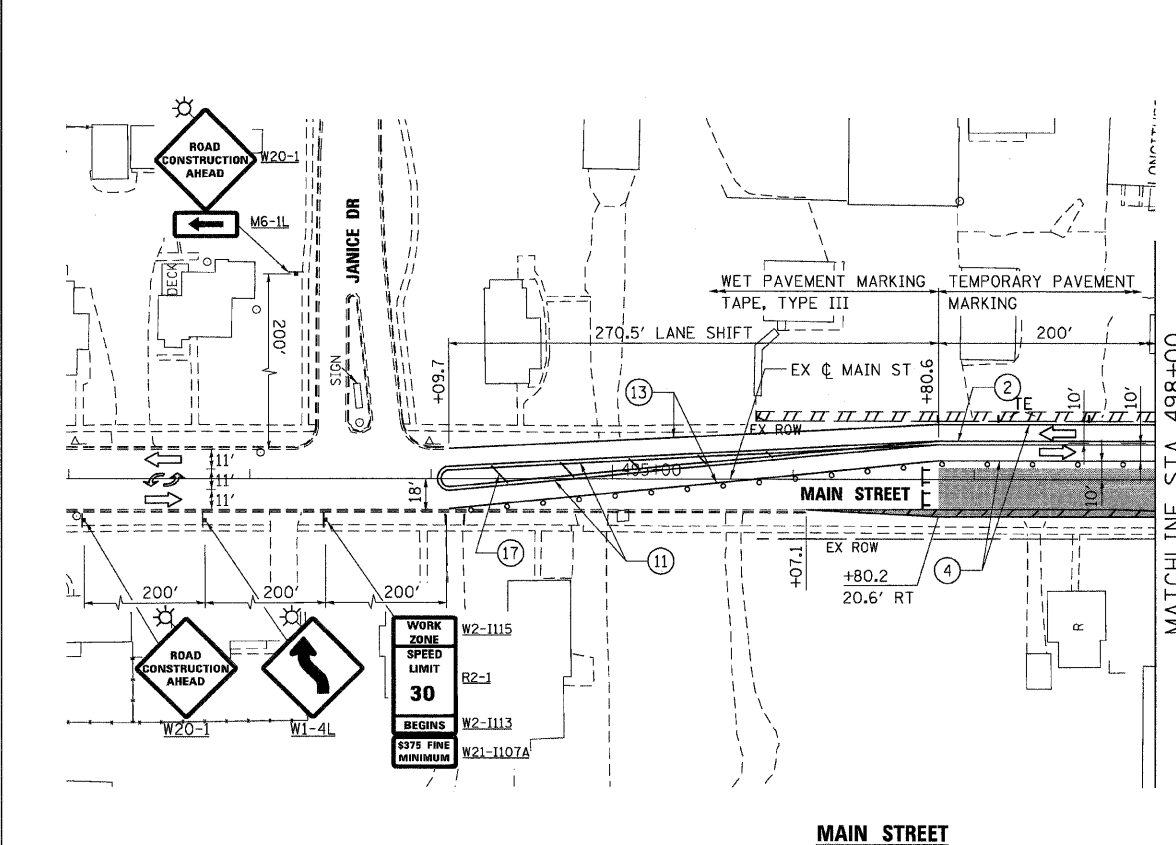 ROAD
CONSTRUCTION
AHEAD
W20-1
M6-1L
JANICE DR
DECK
200'
SIGN
WET PAVEMENT MARKING
TAPE, TYPE III
TEMPORARY PAVEMENT
MARKING
270.5' LANE SHIFT
200'
+09.7
+80.6
EX ℄ MAIN ST
13
2
TE
10'
10'
EX ROW
11'
11'
11'
18'
495+00
MAIN STREET
10'
MATCHLINE STA 498+00
17
11
+07.1
EX ROW
+80.2
20.6' RT
4
200'
200'
200'
ROAD
CONSTRUCTION
AHEAD
W20-1
W1-4L
WORK
ZONE
W2-I115
SPEED
LIMIT
30
R2-1
BEGINS
W2-I113
$375 FINE
MINIMUM
W21-I107A
R
MAIN STREET